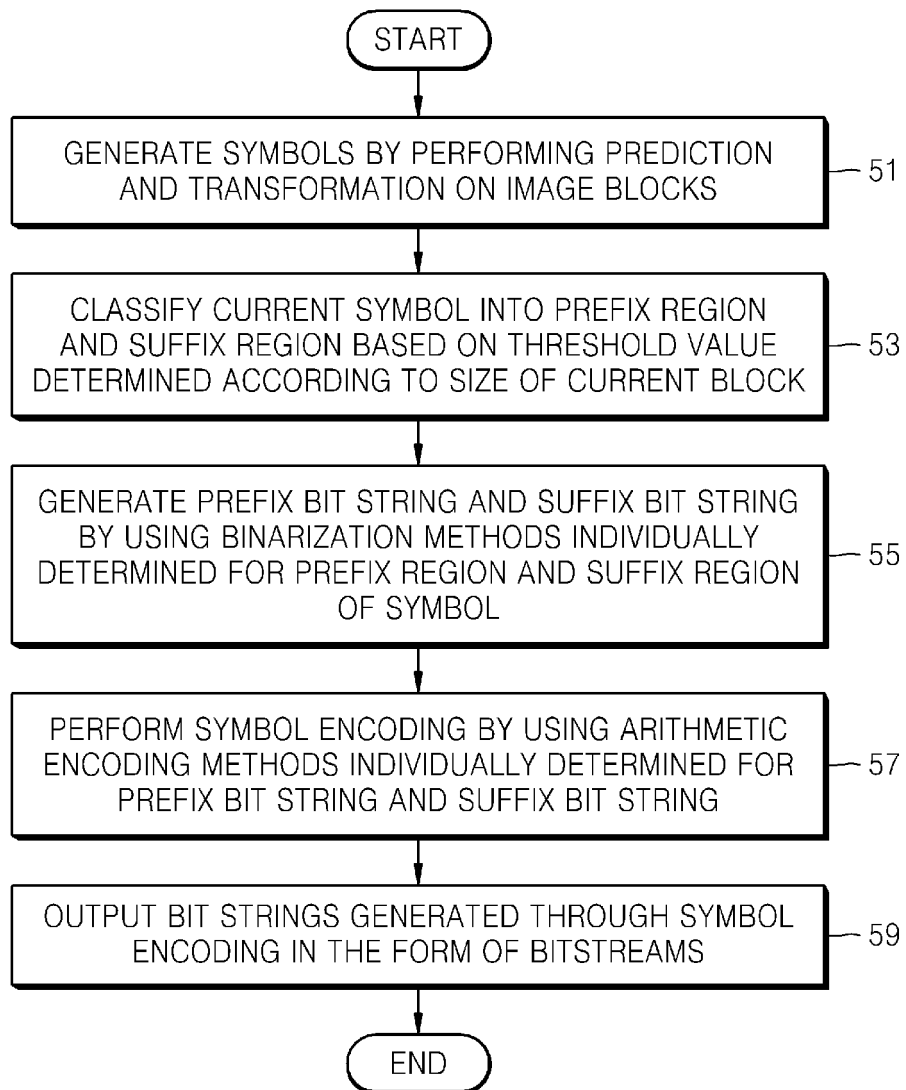 START
GENERATE SYMBOLS BY PERFORMING PREDICTION
AND TRANSFORMATION ON IMAGE BLOCKS
51
CLASSIFY CURRENT SYMBOL INTO PREFIX REGION
AND SUFFIX REGION BASED ON THRESHOLD VALUE
DETERMINED ACCORDING TO SIZE OF CURRENT BLOCK
53
GENERATE PREFIX BIT STRING AND SUFFIX BIT STRING
BY USING BINARIZATION METHODS INDIVIDUALLY
DETERMINED FOR PREFIX REGION AND SUFFIX REGION
OF SYMBOL
55
PERFORM SYMBOL ENCODING BY USING ARITHMETIC
ENCODING METHODS INDIVIDUALLY DETERMINED FOR
PREFIX BIT STRING AND SUFFIX BIT STRING
57
OUTPUT BIT STRINGS GENERATED THROUGH SYMBOL
ENCODING IN THE FORM OF BITSTREAMS
59
END